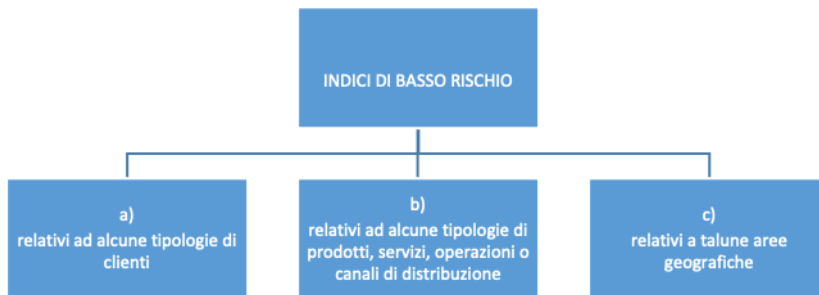 INDICI DI BASSO RISCHIO
a)
relativi ad alcune tipologie di
clienti
b)
relativi ad alcune tipologie di
prodotti, servizi, operazioni o
canali di distribuzione
c)
relativi a talune aree
geografiche